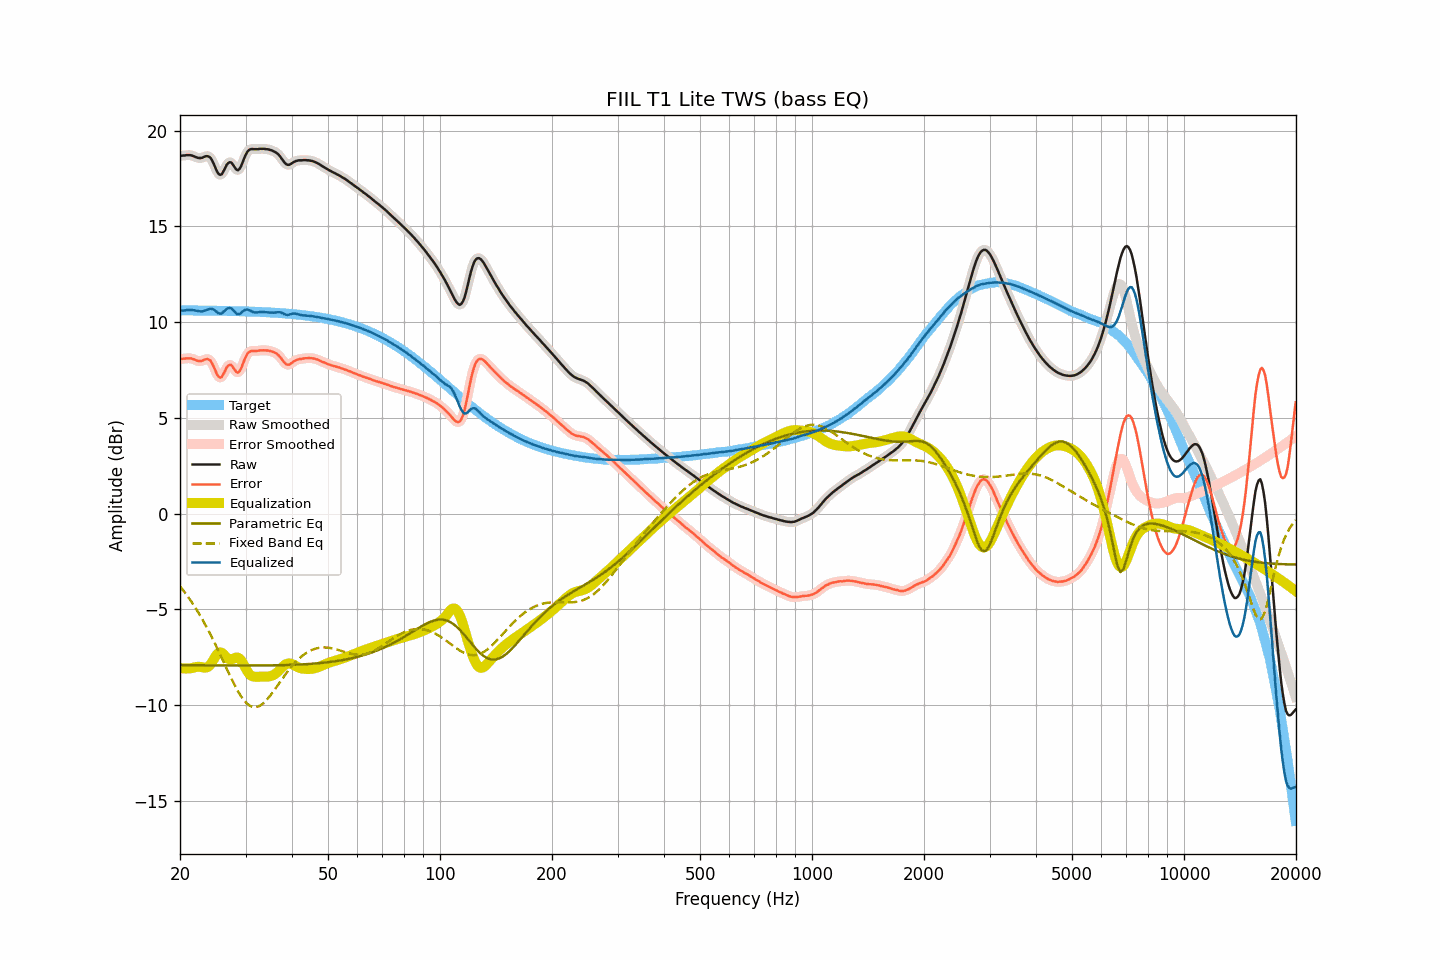 FIIL T1 Lite TWS (bass EQ)
20
15
10
5
0
−5
−10
−15
Amplitude (dBr)
Target
Raw Smoothed
Error Smoothed
Raw
Error
Equalization
Parametric Eq
Fixed Band Eq
Equalized
20 50 100 200 500 1000 2000 5000 10000 20000
Frequency (Hz)